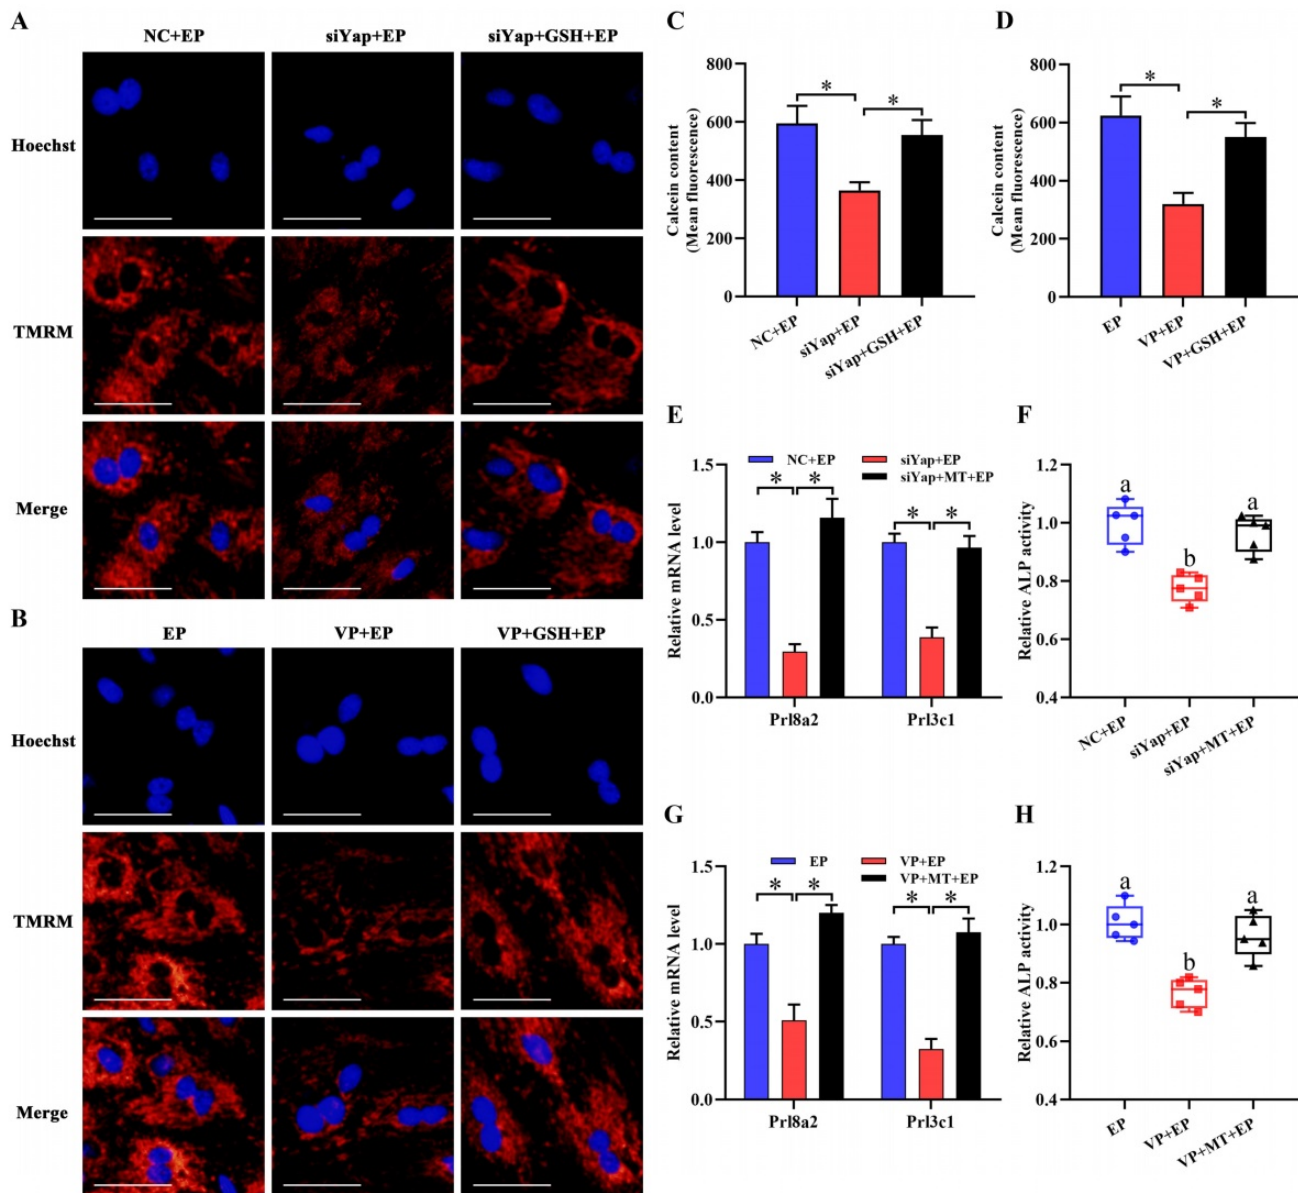 A
NC+EP siYap+EP siYap+GSH+EP
Hoechst
TMRM
Merge
B
EP VP+EP VP+GSH+EP
Hoechst
TMRM
Merge
C
Calcein content
(Mean fluorescence)
800
600
400
200
0
* *
NC+EP siYap+EP siYap+GSH+EP
D
Calcein content
(Mean fluorescence)
800
600
400
200
0
* *
EP VP+EP VP+GSH+EP
E
Relative mRNA level
NC+EP siYap+EP
siYap+MT+EP
1.5
1.0
0.5
0.0
* * * *
Prl8a2 Prl3c1
F
Relative ALP activity
1.2
1.0
0.8
0.6
0.4
a b a
NC+EP siYap+EP siYap+MT+EP
G
Relative mRNA level
EP VP+EP
VP+MT+EP
1.5
1.0
0.5
0.0
* * * *
Prl8a2 Prl3c1
H
Relative ALP activity
1.2
1.0
0.8
0.6
0.4
a b a
EP VP+EP VP+MT+EP